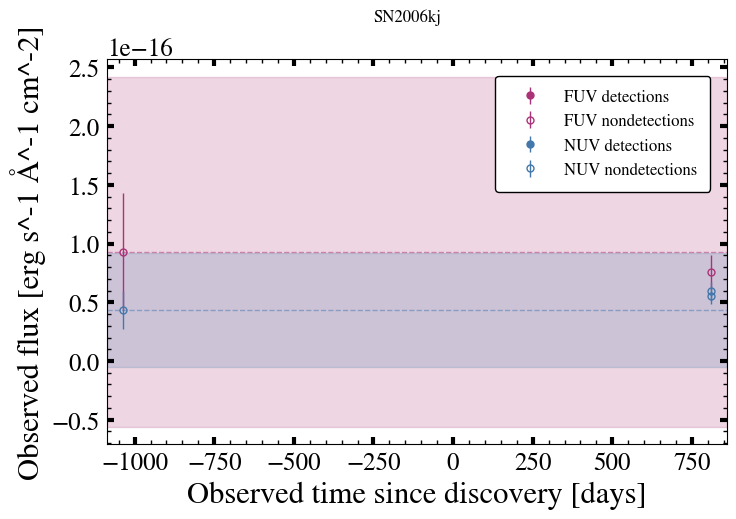 SN2006kj
1e−16
Observed flux [erg s^-1 Å^-1 cm^-2]
2.5
2.0
1.5
1.0
0.5
0.0
−0.5
FUV detections
FUV nondetections
NUV detections
NUV nondetections
−1000 −750 −500 −250 0 250 500 750
Observed time since discovery [days]